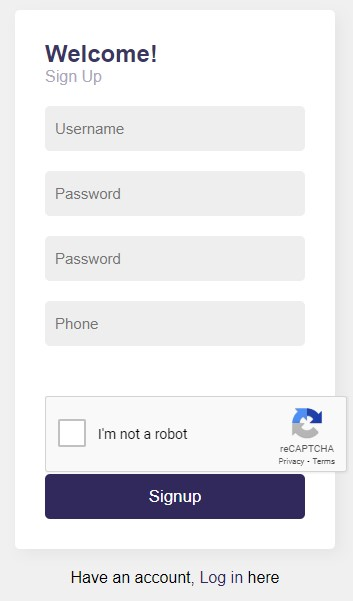 Welcome!
Sign Up
Username
Password
Password
Phone
I'm not a robot
reCAPTCHA
Privacy - Terms
Signup
Have an account, Log in here